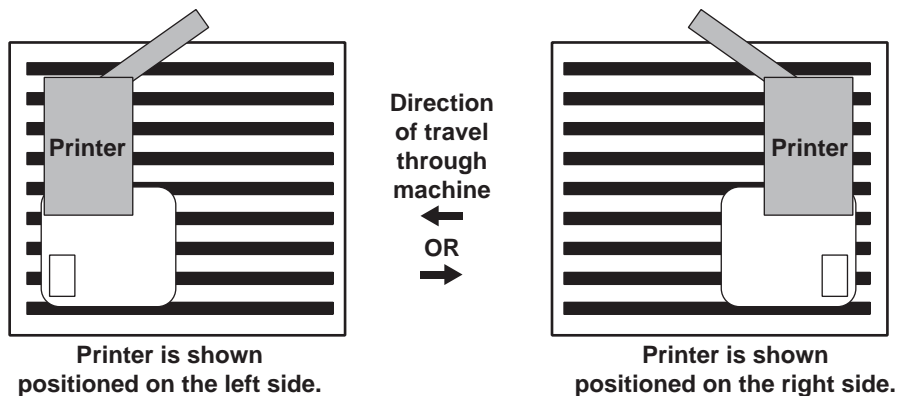 Printer
Printer is shown
positioned on the left side.
Direction
of travel
through
machine
OR
Printer
Printer is shown
positioned on the right side.